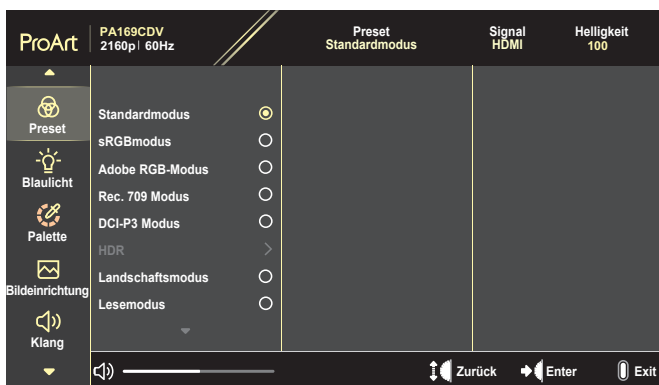 ProArt
PA169CDV
2160p | 60Hz
Preset
Standardmodus
Signal
HDMI
Helligkeit
100
Preset
Blaulicht
Palette
Bildeinrichtung
Klang
Standardmodus
sRGBmodus
Adobe RGB-Modus
Rec. 709 Modus
DCI-P3 Modus
HDR
Landschaftsmodus
Lesemodus
Zurück
Enter
Exit